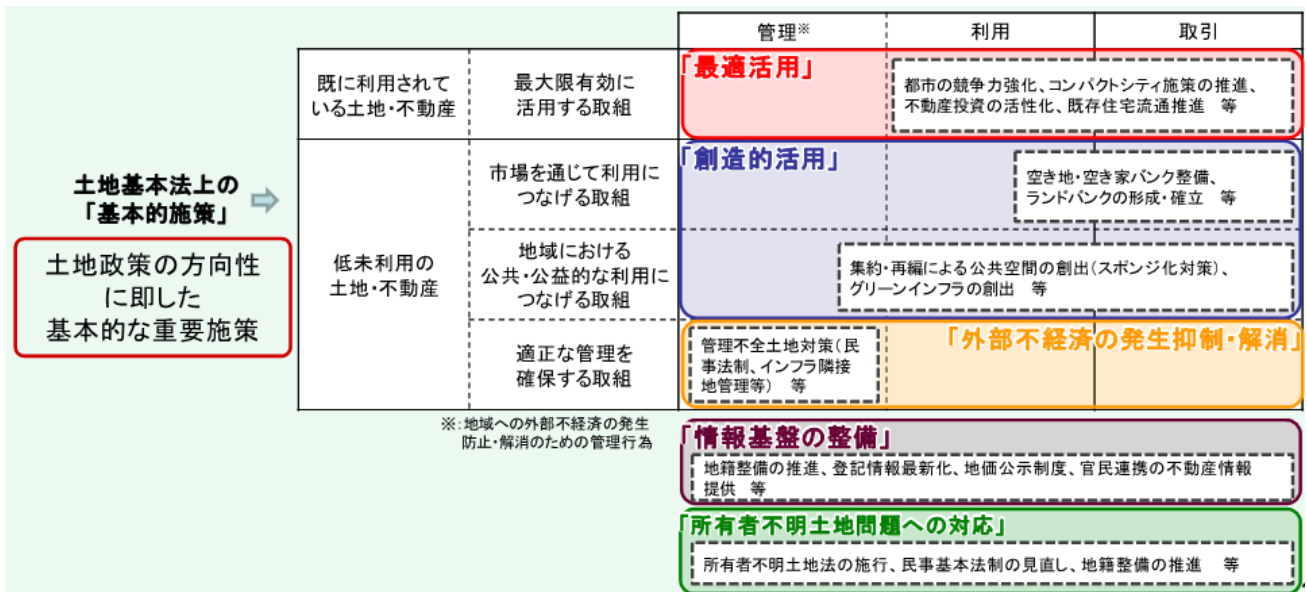 管理※
利用
取引
土地基本法上の
「基本的施策」
土地政策の方向性
に即した
基本的な重要施策
既に利用されて
いる土地・不動産
最大限有効に
活用する取組
「最適活用」
都市の競争力強化、コンパクトシティ施策の推進、
不動産投資の活性化、既存住宅流通推進 等
低未利用の
土地・不動産
市場を通じて利用に
つなげる取組
「創造的活用」
空き地・空き家バンク整備、
ランドバンクの形成・確立 等
地域における
公共・公益的な利用に
つなげる取組
集約・再編による公共空間の創出(スポンジ化対策)、
グリーンインフラの創出 等
適正な管理を
確保する取組
管理不全土地対策(民
事法制、インフラ隣接
地管理等) 等
「外部不経済の発生抑制・解消」
※:地域への外部不経済の発生
防止・解消のための管理行為
「情報基盤の整備」
地籍整備の推進、登記情報最新化、地価公示制度、官民連携の不動産情報
提供 等
「所有者不明土地問題への対応」
所有者不明土地法の施行、民事基本法制の見直し、地籍整備の推進 等